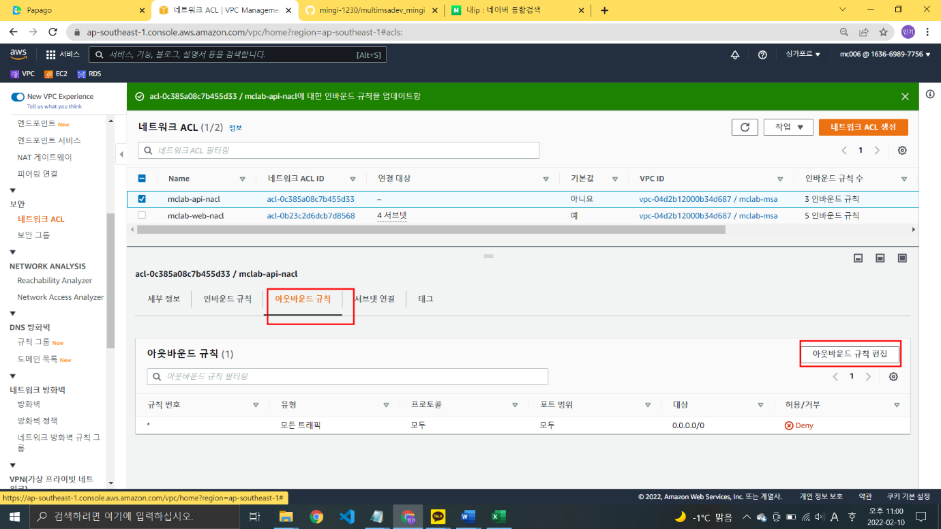 Papago
네트워크 ACL | VPC Manageme
mingi-1230/multimsadev_mingi
내ip : 네이버 통합검색
ap-southeast-1.console.aws.amazon.com/vpc/home?region=ap-southeast-1#acls:
민기
aws
서비스
서비스, 기능, 블로그, 설명서 등을 검색합니다.
[Alt+S]
싱가포르
mc006 @ 1636-6989-7756
VPC
EC2
RDS
New VPC Experience
Tell us what you think
엔드포인트 New
엔드포인트 서비스
NAT 게이트웨이
피어링 연결
보안
네트워크 ACL
보안 그룹
NETWORK ANALYSIS
Reachability Analyzer
Network Access Analyzer
DNS 방화벽
규칙 그룹 New
도메인 목록 New
네트워크 방화벽
방화벽
방화벽 정책
네트워크 방화벽 규칙 그
룹
VPN(가상 프라이빗 네트
워크)
acl-0c385a08c7b455d33 / mclab-api-nacl에 대한 인바운드 규칙을 업데이트함
네트워크 ACL (1/2) 정보
작업
네트워크 ACL 생성
네트워크 ACL 필터링
1
Name 네트워크 ACL ID 연결 대상 기본값 VPC ID 인바운드 규칙 수
mclab-api-nacl acl-0c385a08c7b455d33 – 아니요 vpc-04d2b12000b34d687 / mclab-msa 3 인바운드 규칙
mclab-web-nacl acl-0b23c2d6dcb7d8568 4 서브넷 예 vpc-04d2b12000b34d687 / mclab-msa 5 인바운드 규칙
acl-0c385a08c7b455d33 / mclab-api-nacl
세부 정보 인바운드 규칙 아웃바운드 규칙 서브넷 연결 태그
아웃바운드 규칙 (1)
아웃바운드 규칙 편집
아웃바운드 규칙 필터링
1
규칙 번호 유형 프로토콜 포트 범위 대상 허용/거부
* 모든 트래픽 모두 모두 0.0.0.0/0 Deny
https://ap-southeast-1.console.aws.amazon.com/vpc/home?region=ap-southeast-1#
© 2022, Amazon Web Services, Inc. 또는 계열사. 개인 정보 보호 약관 쿠키 기본 설정
검색하려면 여기에 입력하십시오.
-1°C 맑음
A
오후 11:00
2022-02-10